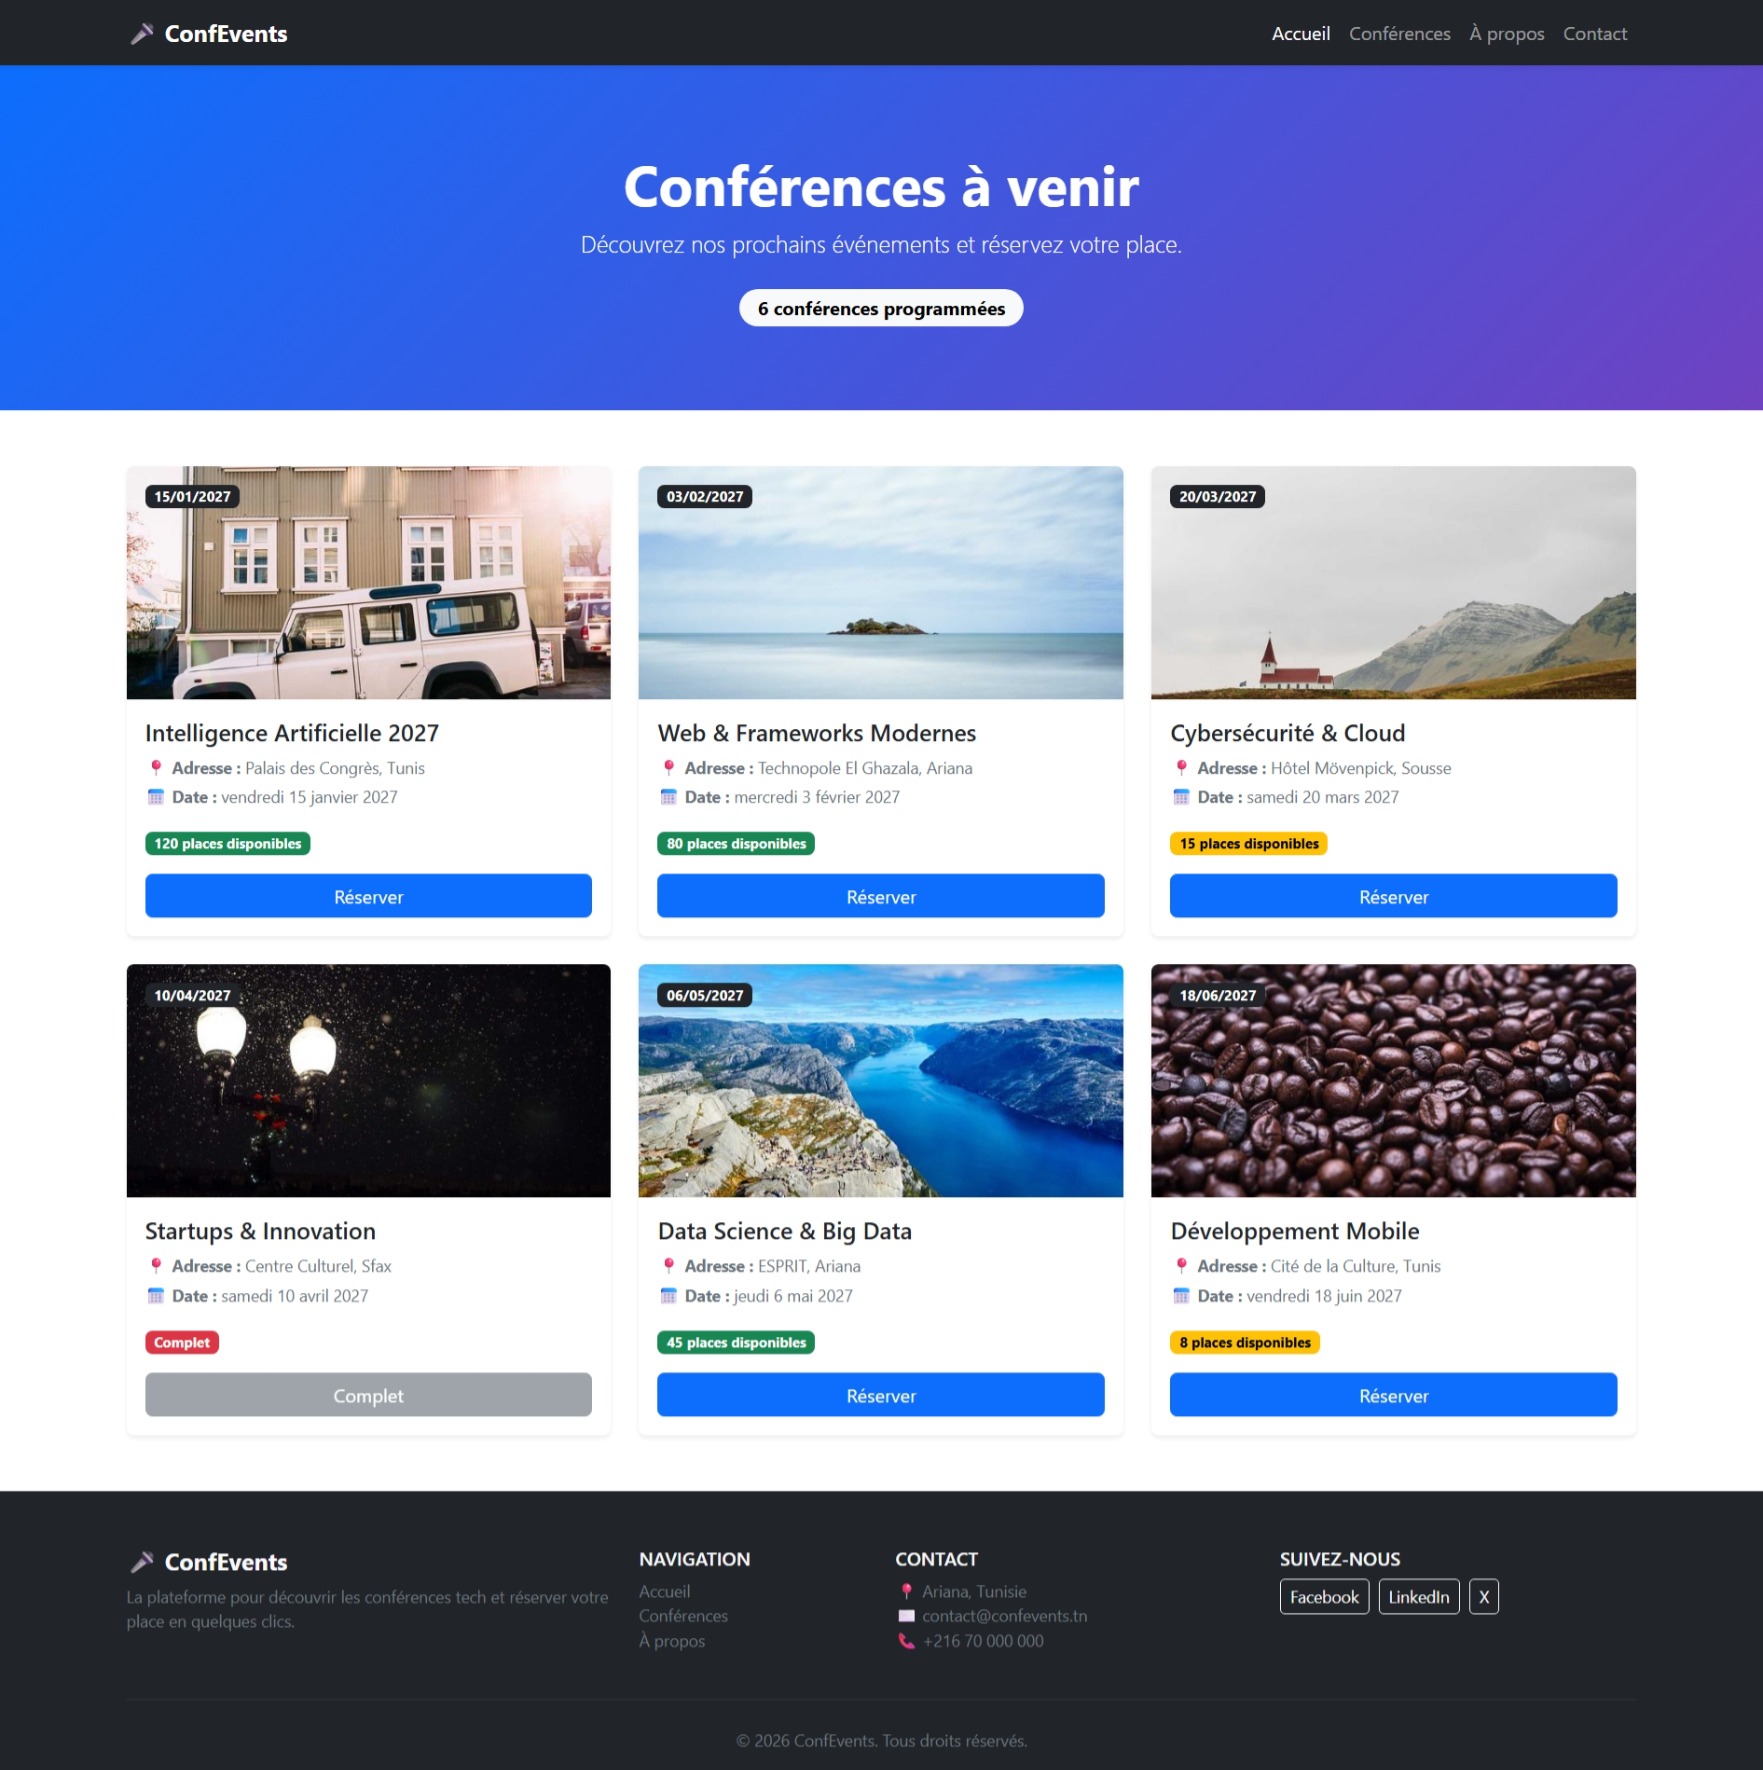 ConfEvents
Accueil Conférences À propos Contact
Conférences à venir
Découvrez nos prochains événements et réservez votre place.
6 conférences programmées
15/01/2027
Intelligence Artificielle 2027
Adresse : Palais des Congrès, Tunis
Date : vendredi 15 janvier 2027
120 places disponibles
Réserver
03/02/2027
Web & Frameworks Modernes
Adresse : Technopole El Ghazala, Ariana
Date : mercredi 3 février 2027
80 places disponibles
Réserver
20/03/2027
Cybersécurité & Cloud
Adresse : Hôtel Mövenpick, Sousse
Date : samedi 20 mars 2027
15 places disponibles
Réserver
10/04/2027
Startups & Innovation
Adresse : Centre Culturel, Sfax
Date : samedi 10 avril 2027
Complet
Complet
06/05/2027
Data Science & Big Data
Adresse : ESPRIT, Ariana
Date : jeudi 6 mai 2027
45 places disponibles
Réserver
18/06/2027
Développement Mobile
Adresse : Cité de la Culture, Tunis
Date : vendredi 18 juin 2027
8 places disponibles
Réserver
ConfEvents
La plateforme pour découvrir les conférences tech et réserver votre
place en quelques clics.
NAVIGATION
Accueil
Conférences
À propos
CONTACT
Ariana, Tunisie
contact@confevents.tn
+216 70 000 000
SUIVEZ-NOUS
Facebook LinkedIn X
© 2026 ConfEvents. Tous droits réservés.